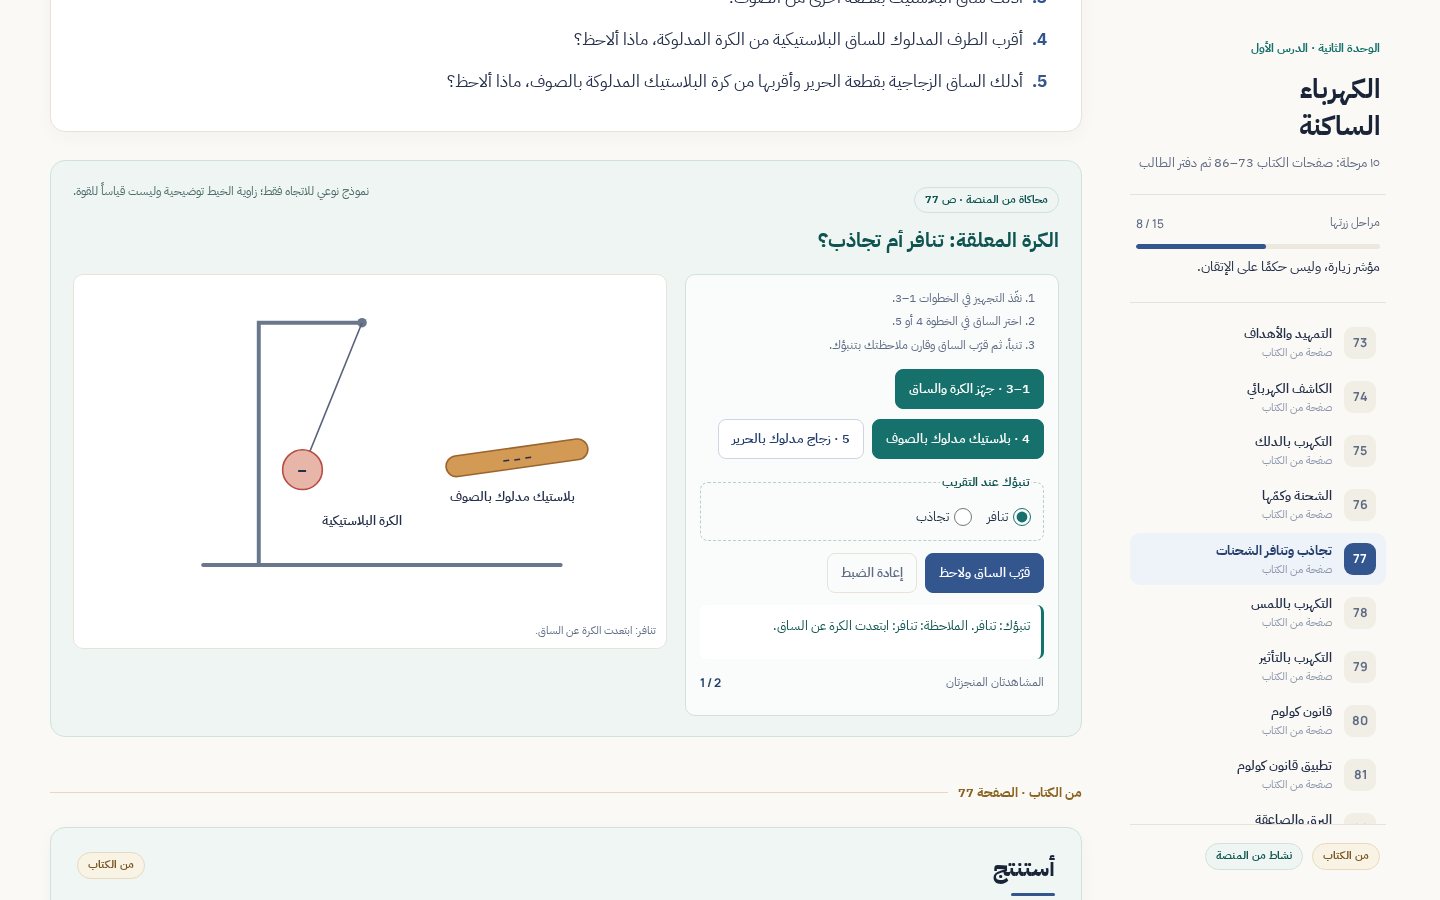 الوحدة الثانية · الدرس الأول
الكهرباء
الساكنة
١٥ مرحلة: صفحات الكتاب 73–86 ثم دفتر الطالب
مراحل زرتها
8 / 15
مؤشر زيارة، وليس حكمًا على الإتقان.
73
التمهيد والأهداف
صفحة من الكتاب
74
الكاشف الكهربائي
صفحة من الكتاب
75
التكهرب بالدلك
صفحة من الكتاب
76
الشحنة وكمّها
صفحة من الكتاب
77
تجاذب وتنافر الشحنات
صفحة من الكتاب
78
التكهرب باللمس
صفحة من الكتاب
79
التكهرب بالتأثير
صفحة من الكتاب
80
قانون كولوم
صفحة من الكتاب
81
تطبيق قانون كولوم
صفحة من الكتاب
البرق والصاعقة
من الكتاب
نشاط من المنصة
3. أدلك ساق البلاستيك بقطعة أخرى من الصوف.
4. أقرب الطرف المدلوك للساق البلاستيكية من الكرة المدلوكة، ماذا ألاحظ؟
5. أدلك الساق الزجاجية بقطعة الحرير وأقربها من كرة البلاستيك المدلوكة بالصوف، ماذا ألاحظ؟
محاكاة من المنصة · ص 77
نموذج نوعي للاتجاه فقط؛ زاوية الخيط توضيحية وليست قياساً للقوة.
الكرة المعلقة: تنافر أم تجاذب؟
1. نفّذ التجهيز في الخطوات 1–3.
2. اختر الساق في الخطوة 4 أو 5.
3. تنبأ، ثم قرّب الساق وقارن ملاحظتك بتنبؤك.
1–3 · جهّز الكرة والساق
4 · بلاستيك مدلوك بالصوف
5 · زجاج مدلوك بالحرير
تنبؤك عند التقريب
تنافر
تجاذب
قرّب الساق ولاحظ
إعادة الضبط
تنبؤك: تنافر. الملاحظة: تنافر: ابتعدت الكرة عن الساق.
المشاهدتان المنجزتان
1 / 2
– – –
–
بلاستيك مدلوك بالصوف
الكرة البلاستيكية
تنافر: ابتعدت الكرة عن الساق.
من الكتاب · الصفحة 77
أستنتج
من الكتاب